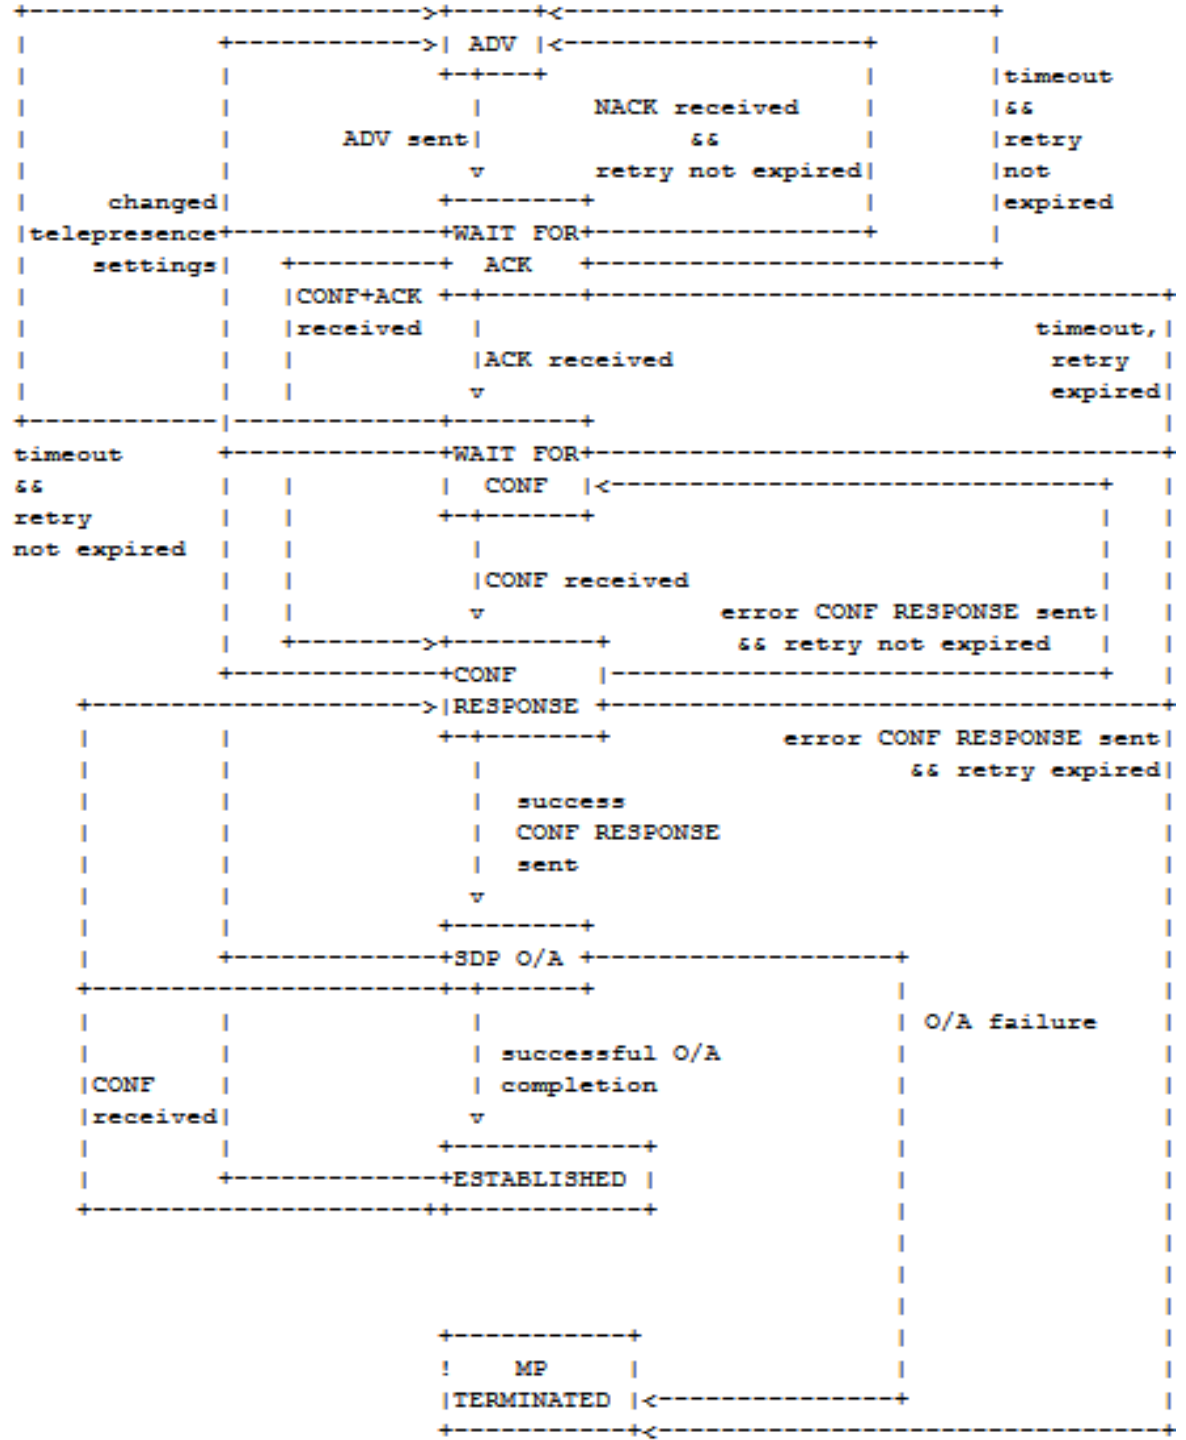 +------------------------->+-----+<---------------------------+
|            +------------>| ADV |<-------------------+       |
|            |             +-+---+                    |       |timeout
|            |               |       NACK received    |       |&&
|            |       ADV sent|             &&         |       |retry
|            |               v       retry not expired|       |not
|     changed|             +--------+                 |       |expired
|telepresence+-------------+WAIT FOR+-----------------+       |
|    settings|   +---------+  ACK   +-------------------------+
|            |   |CONF+ACK +-+------+------------------------------------+
|            |   |received   |                                   timeout,|
|            |   |           |ACK received                        retry  |
|            |   |           v                                    expired|
+------------|-------------+--------+                                    |
timeout      +-------------+WAIT FOR+------------------------------------+
&&           |   |         |  CONF  |<-------------------------------+   |
retry        |   |         +-+------+                                |   |
not expired  |   |           |                                       |   |
             |   |           |CONF received                          |   |
             |   |           v               error CONF RESPONSE sent|   |
             |   +-------->+---------+        && retry not expired   |   |
             +-------------+CONF     |-------------------------------+   |
    +--------------------->|RESPONSE +-----------------------------------+
    |        |             +-+-------+           error CONF RESPONSE sent|
    |        |               |                           && retry expired|
    |        |               |  success                                  |
    |        |               |  CONF RESPONSE                            |
    |        |               |  sent                                     |
    |        |               v                                           |
    |        |             +--------+                                    |
    |        +-------------+SDP O/A +-------------------+                |
    +----------------------+-+------+                   |                |
    |        |               |                          | O/A failure    |
    |        |               | successful O/A           |                |
    |CONF    |               | completion               |                |
    |received|               v                          |                |
    |        |             +------------+               |                |
    |        +-------------+ESTABLISHED |               |                |
    +---------------------++------------+               |                |
                                                        |                |
                                                        |                |
                                                        |                |
                           +-----------+                |                |
                           !    MP     |                |                |
                           |TERMINATED |<---------------+                |
                           +-----------+<--------------------------------+